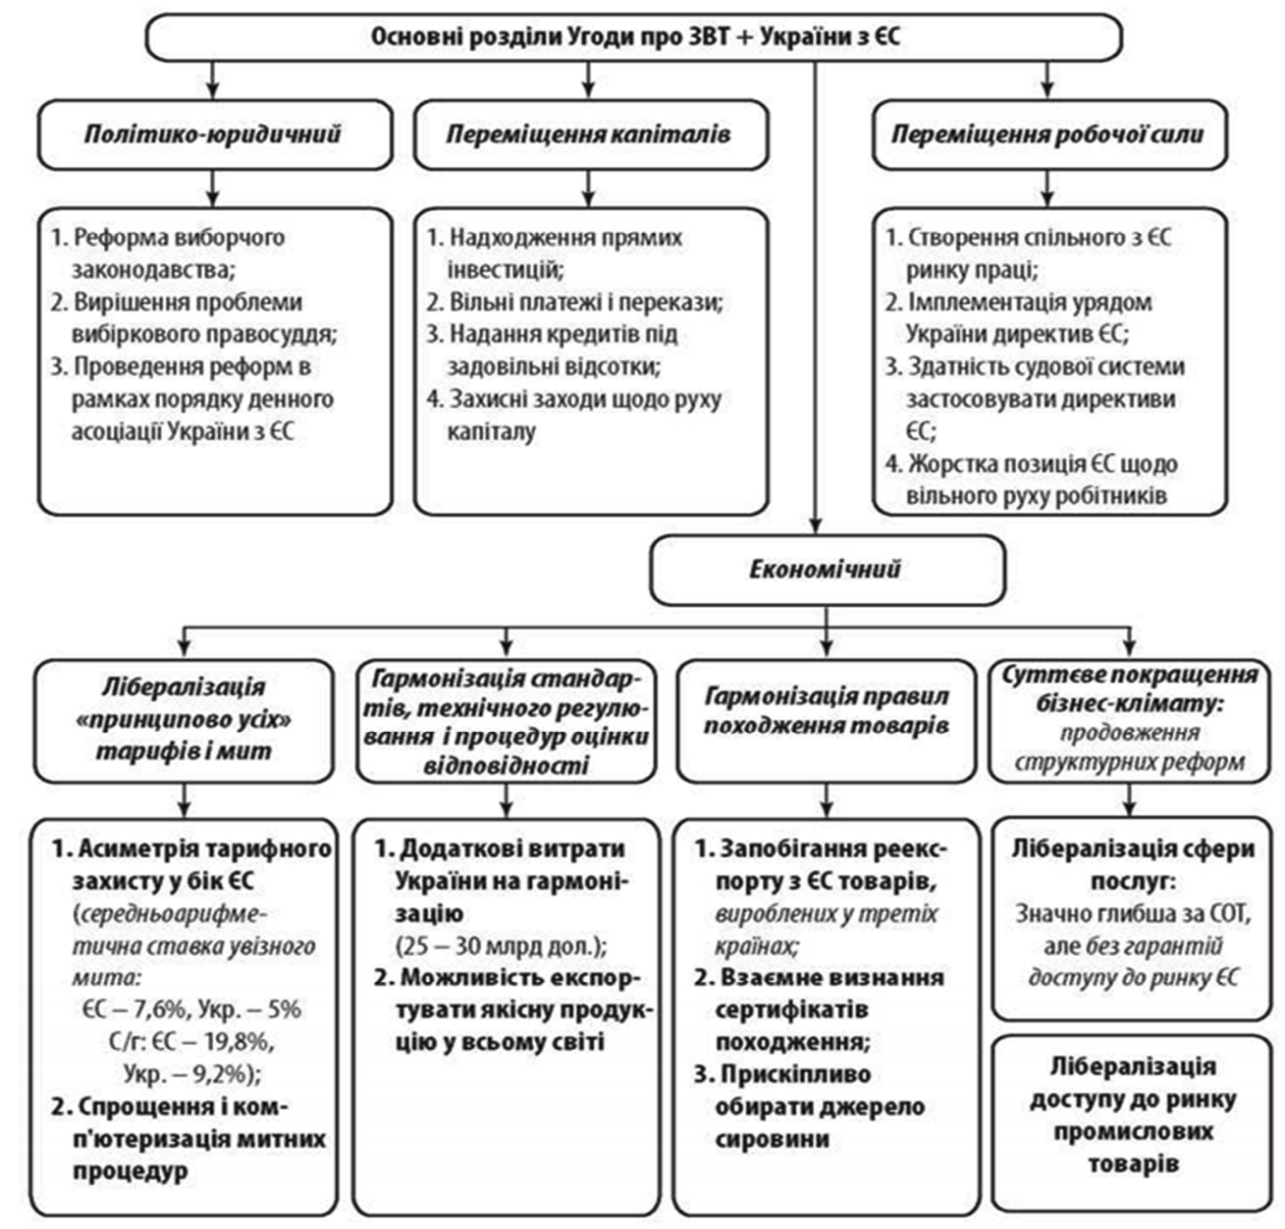 Основні розділи Угоди про ЗВТ + України з ЄС
Політико-юридичний
1. Реформа виборчого
законодавства;
2. Вирішення проблеми
вибіркового правосуддя;
3. Проведення реформ в
рамках порядку денного
асоціації України з ЄС
Переміщення капіталів
1. Надходження прямих
інвестицій;
2. Вільні платежі і перекази;
3. Надання кредитів під
задовільні відсотки;
4. Захисні заходи щодо руху
капіталу
Переміщення робочої сили
1. Створення спільного з ЄС
ринку праці;
2. Імплементація урядом
України директив ЄС;
3. Здатність судової системи
застосовувати директиви
ЄС;
4. Жорстка позиція ЄС щодо
вільного руху робітників
Економічний
Лібералізація
«принципово усіх»
тарифів і мит
1. Асиметрія тарифного
захисту у бік ЄС
(середньоарифме-
тична ставка увізного
мита:
ЄС – 7,6%, Укр. – 5%
С/г: ЄС – 19,8%,
Укр. – 9,2%);
2. Спрощення і ком-
п'ютеризація митних
процедур
Гармонізація стандар-
тів, технічного регулю-
вання і процедур оцінки
відповідності
1. Додаткові витрати
України на гармоні-
зацію
(25 – 30 млрд дол.);
2. Можливість експор-
тувати якісну продук-
цію у всьому світі
Гармонізація правил
походження товарів
1. Запобігання реекс-
порту з ЄС товарів,
вироблених у третіх
країнах;
2. Взаємне визнання
сертифікатів
походження;
3. Прискіпливо
обирати джерело
сировини
Суттєве покращення
бізнес-клімату:
продовження
структурних реформ
Лібералізація сфери
послуг:
Значно глибша за СОТ,
але без гарантій
доступу до ринку ЄС
Лібералізація
доступу до ринку
промислових
товарів